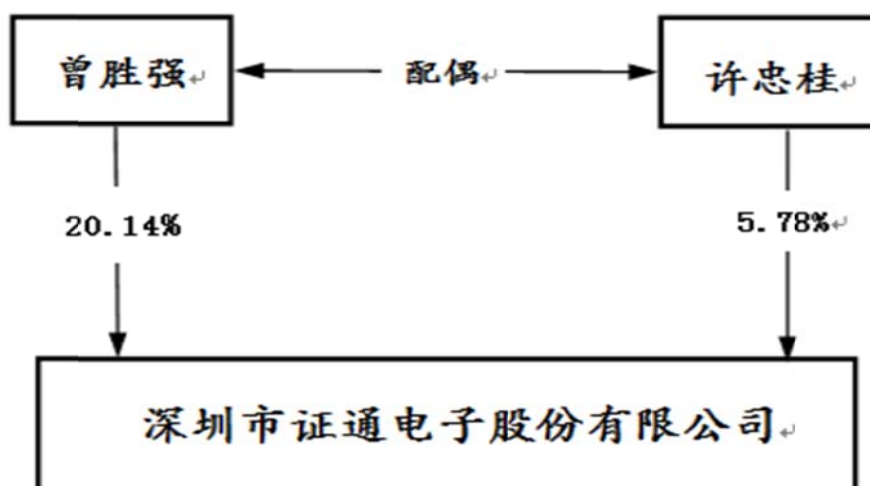 曾胜强
配偶
许忠桂
20.14%
5.78%
深圳市证通电子股份有限公司